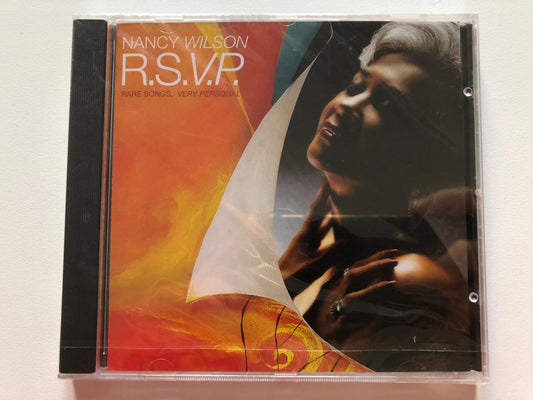 NANCY WILSON
R.S.V.P.
RARE SONGS, VERY PERSONAL